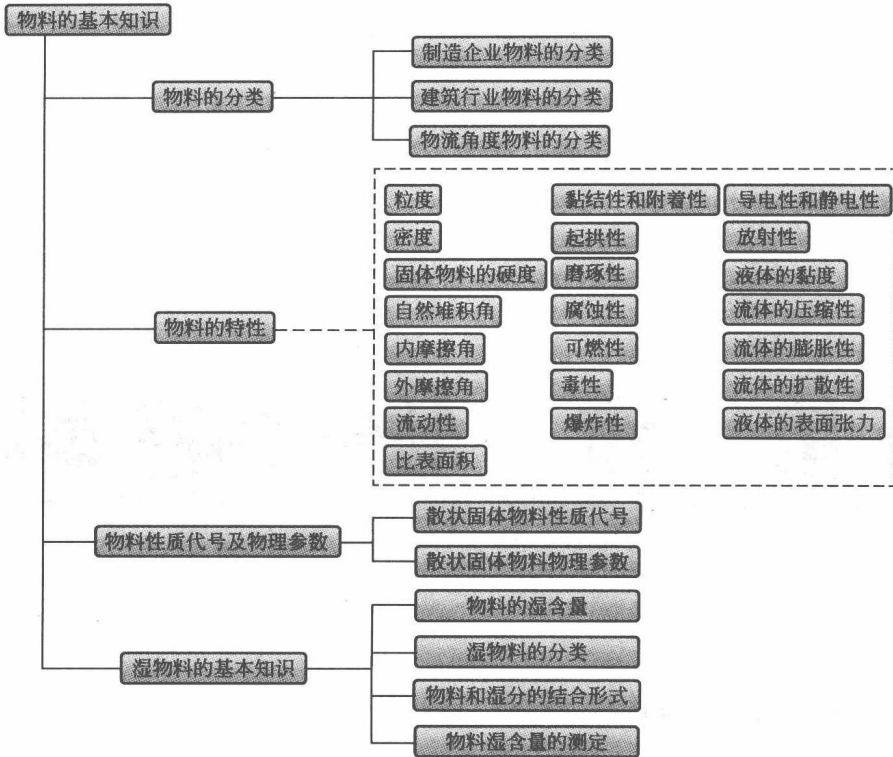 物料的基本知识
物料的分类
制造企业物料的分类
建筑行业物料的分类
物流角度物料的分类
物料的特性
粒度
黏结性和附着性
导电性和静电性
密度
起拱性
放射性
固体物料的硬度
磨琢性
液体的黏度
自然堆积角
腐蚀性
流体的压缩性
内摩擦角
可燃性
流体的膨胀性
外摩擦角
毒性
流体的扩散性
流动性
爆炸性
液体的表面张力
比表面积
物料性质代号及物理参数
散状固体物料性质代号
散状固体物料物理参数
湿物料的基本知识
物料的湿含量
湿物料的分类
物料和湿分的结合形式
物料湿含量的测定